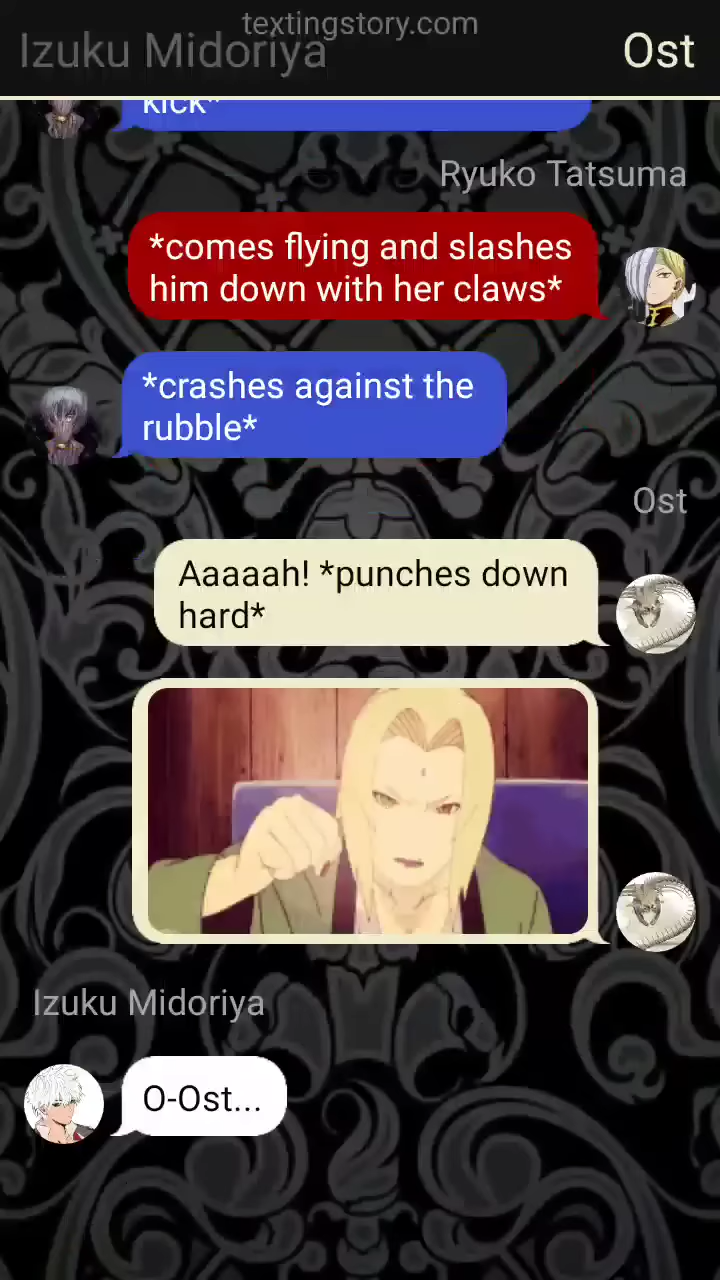 textingstory.com
Izuku Midoriya
Ost
kick*
Ryuko Tatsuma
*comes flying and slashes
him down with her claws*
*crashes against the
rubble*
Ost
Aaaaah! *punches down
hard*
Izuku Midoriya
O-Ost...